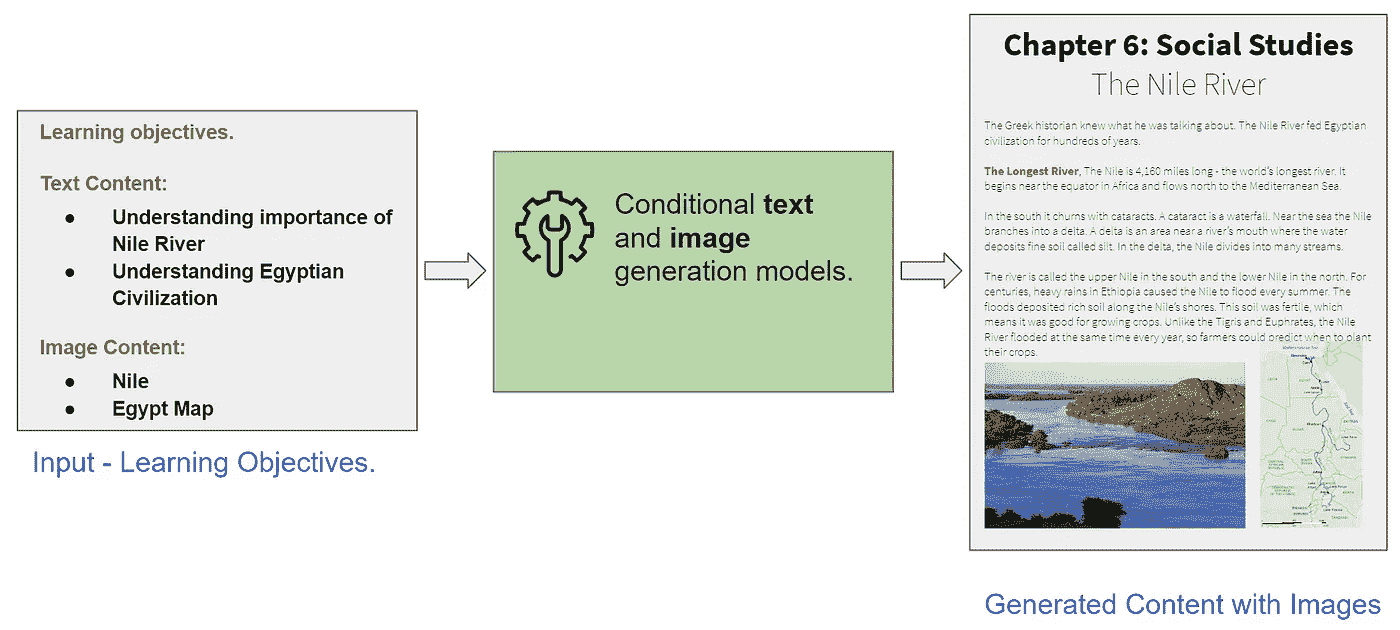 Learning objectives.
Text Content:
● Understanding importance of
Nile River
● Understanding Egyptian
Civilization
Image Content:
● Nile
● Egypt Map
Input - Learning Objectives.
Conditional text
and image
generation models.
Chapter 6: Social Studies
The Nile River
The Greek historian knew what he was talking about. The Nile River fed Egyptian
civilization for hundreds of years.
The Longest River, The Nile is 4,160 miles long - the world's longest river. It
begins near the equator in Africa and flows north to the Mediterranean Sea.
In the south it churns with cataracts. A cataract is a waterfall. Near the sea the Nile
branches into a delta. A delta is an area near a river's mouth where the water
deposits fine soil called silt. In the delta, the Nile divides into many streams.
The river is called the upper Nile in the south and the lower Nile in the north. For
centuries, heavy rains in Ethiopia caused the Nile to flood every summer. The
floods deposited rich soil along the Nile's shores. This soil was fertile, which
means it was good for growing crops. Unlike the Tigris and Euphrates, the Nile
River flooded at the same time every year, so farmers could predict when to plant
their crops.
Generated Content with Images